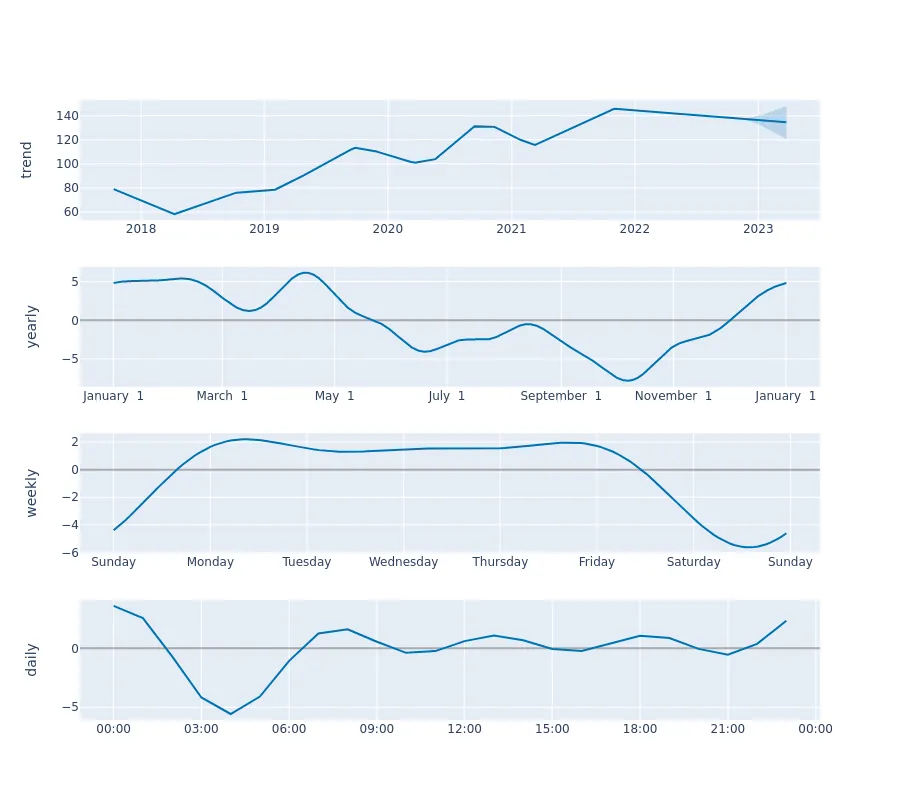 trend
140
120
100
80
60
2018 2019 2020 2021 2022 2023
yearly
5
0
−5
January 1 March 1 May 1 July 1 September 1 November 1 January 1
weekly
2
0
−2
−4
−6
Sunday Monday Tuesday Wednesday Thursday Friday Saturday Sunday
daily
0
−5
00:00 03:00 06:00 09:00 12:00 15:00 18:00 21:00 00:00